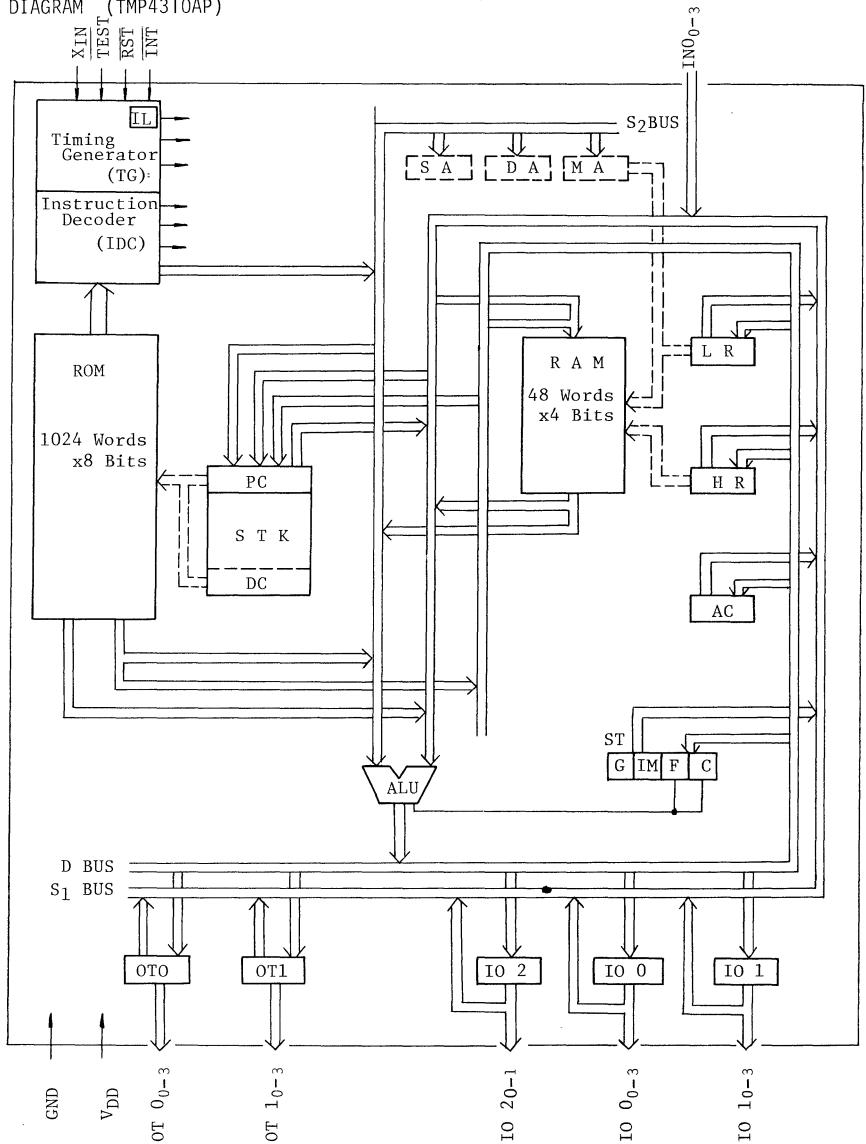 DIAGRAM (TMP4310AP)
XIN
TEST
RST
INT
IN00-3
IL
Timing
Generator
(TG):
Instruction
Decoder
(IDC)
S2BUS
S A
D A
M A
ROM
1024 Words
x8 Bits
R A M
48 Words
x4 Bits
L R
H R
PC
S T K
DC
AC
ST
G IM F C
ALU
D BUS
S1 BUS
OT0
OT1
IO 2
IO 0
IO 1
GND
VDD
OT 00-3
OT 10-3
IO 20-1
IO 00-3
IO 10-3